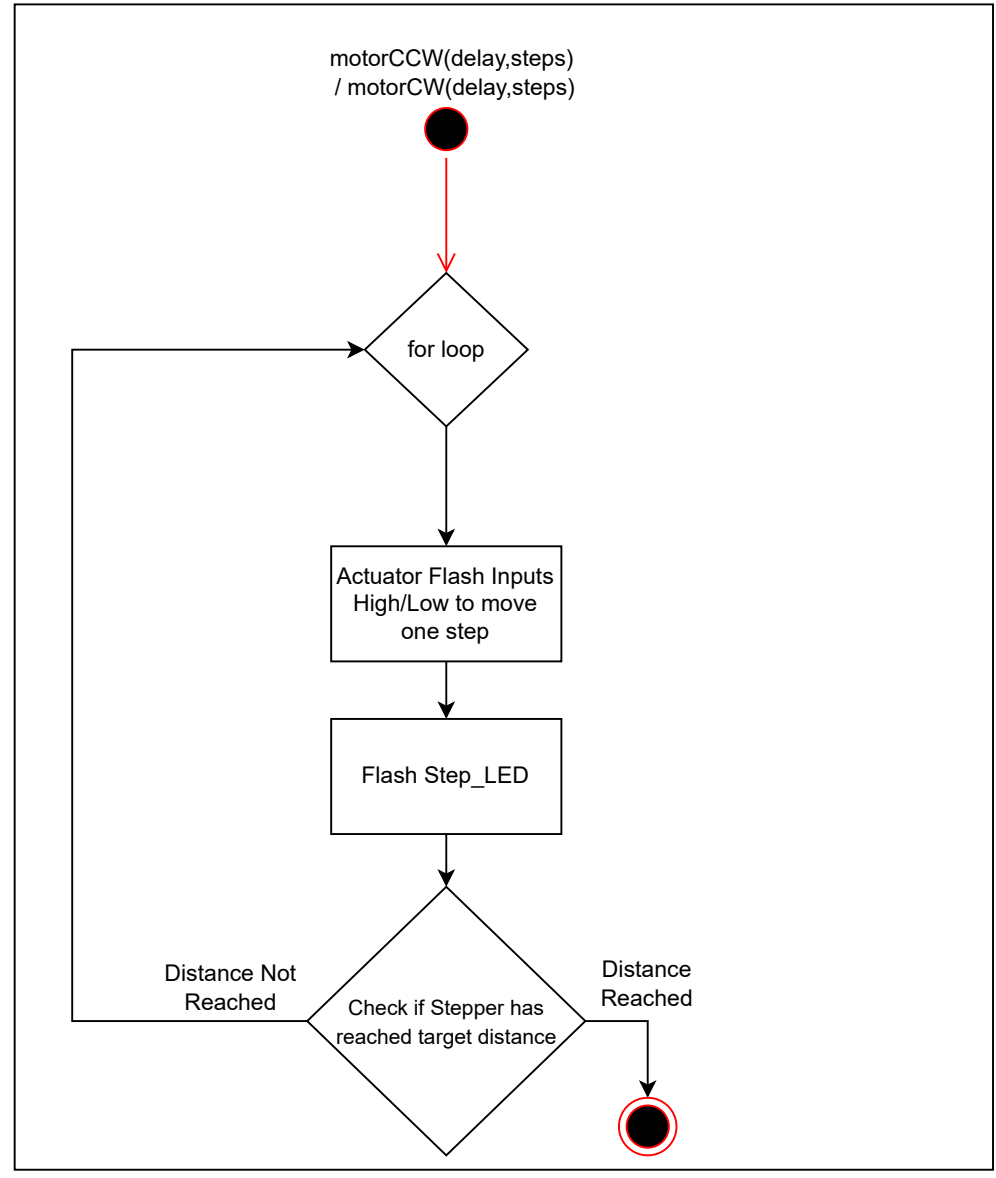 motorCCW(delay,steps)
/ motorCW(delay,steps)
for loop
Actuator Flash Inputs
High/Low to move
one step
Flash Step_LED
Distance Not
Reached
Distance
Reached
Check if Stepper has
reached target distance